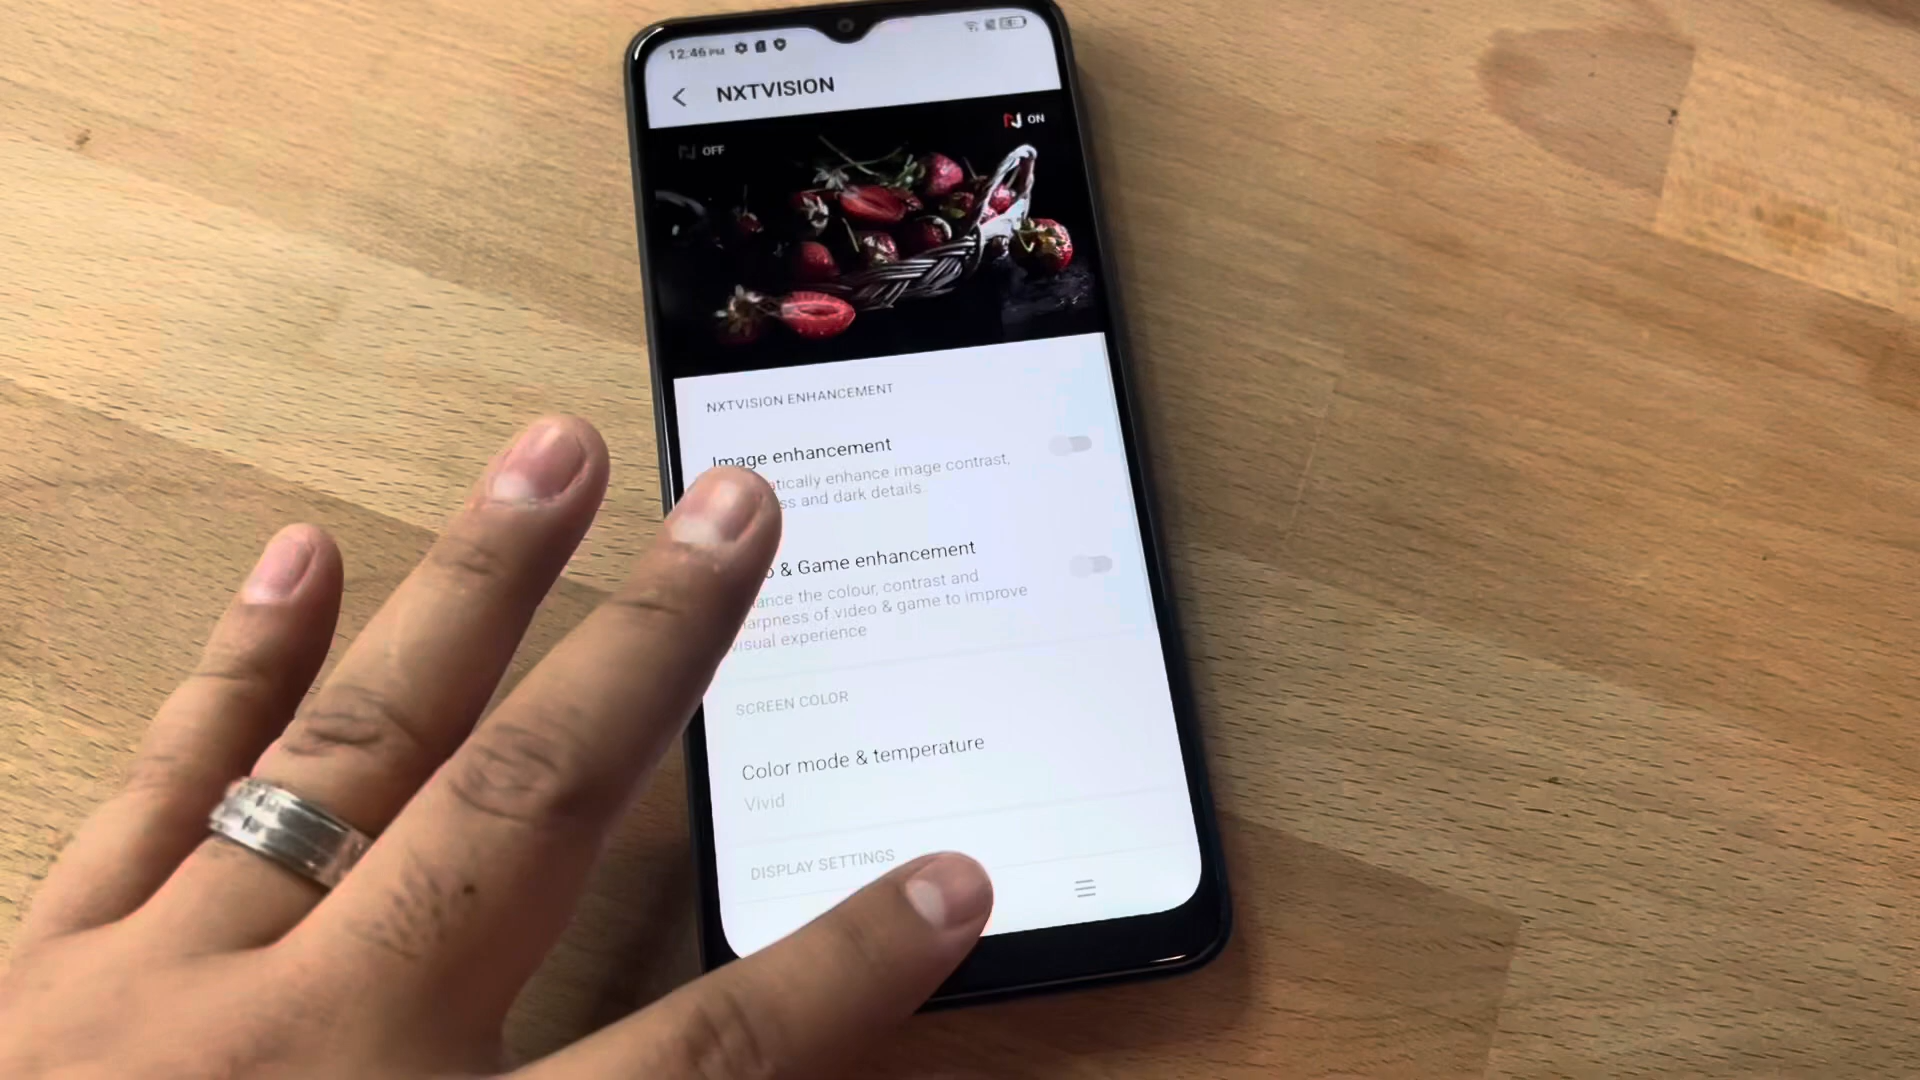 12:46 PM
NXTVISION
OFF
ON
NXTVISION ENHANCEMENT
Image enhancement
atically enhance image contrast,
ss and dark details
& Game enhancement
ance the colour, contrast and
arpness of video & game to improve
visual experience
SCREEN COLOR
Color mode & temperature
Vivid
DISPLAY SETTINGS